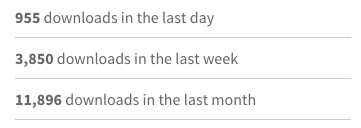 955 downloads in the last day
3,850 downloads in the last week
11,896 downloads in the last month